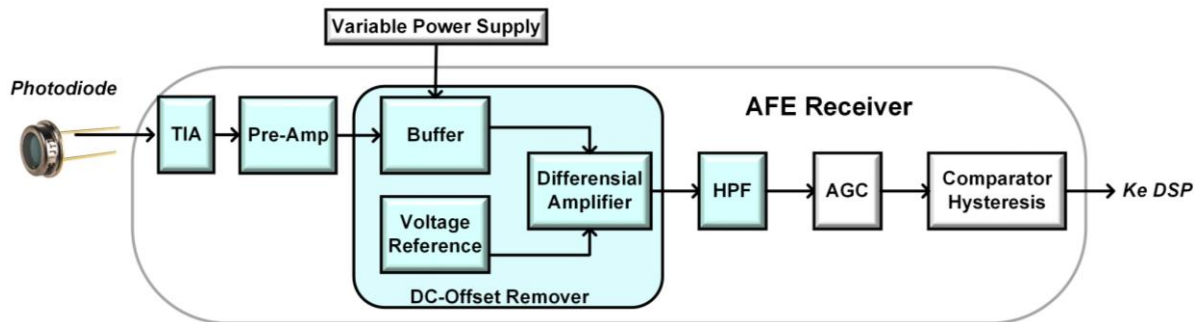 Variable Power Supply
Photodiode
AFE Receiver
TIA
Pre-Amp
Buffer
Differensial
Amplifier
HPF
AGC
Comparator
Hysteresis
Ke DSP
Voltage
Reference
DC-Offset Remover